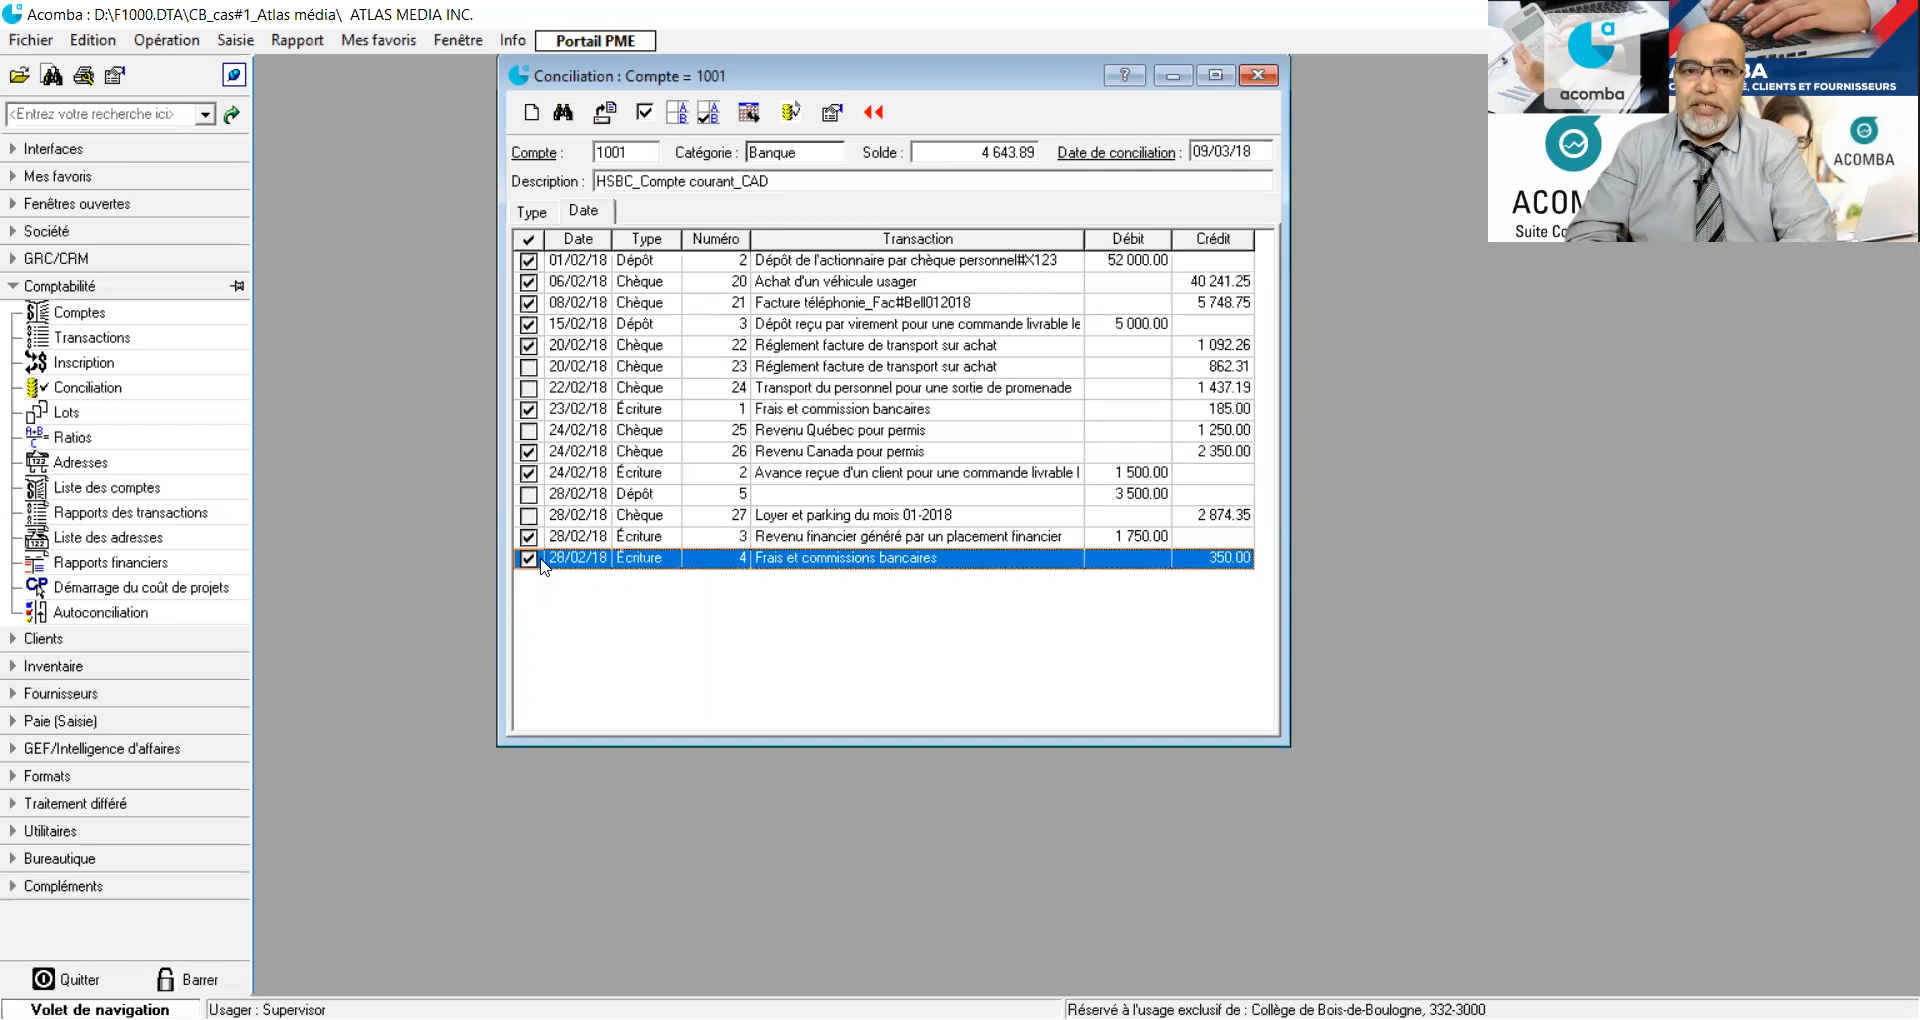 Acomba : D:\F1000.DTA\CB_cas#1_Atlas média\  ATLAS MEDIA INC.
Fichier Edition Opération Saisie Rapport Mes favoris Fenêtre Info Portail PME
<Entrez votre recherche ici>
Interfaces
Mes favoris
Fenêtres ouvertes
Société
GRC/CRM
Comptabilité
Comptes
Transactions
Inscription
Conciliation
Lots
Ratios
Adresses
Liste des comptes
Rapports des transactions
Liste des adresses
Rapports financiers
Démarrage du coût de projets
Autoconciliation
Clients
Inventaire
Fournisseurs
Paie (Saisie)
GEF/Intelligence d'affaires
Formats
Traitement différé
Utilitaires
Bureautique
Compléments
Quitter Barrer
Conciliation : Compte = 1001
Compte : 1001 Catégorie : Banque Solde : 4 643.89 Date de conciliation : 09/03/18
Description : HSBC_Compte courant_CAD
Type Date
Date Type Numéro Transaction Débit Crédit
01/02/18 Dépôt 2 Dépôt de l'actionnaire par chèque personnel#X123 52 000.00
06/02/18 Chèque 20 Achat d'un véhicule usager 40 241.25
08/02/18 Chèque 21 Facture téléphonie_Fac#Bell012018 5 748.75
15/02/18 Dépôt 3 Dépôt reçu par virement pour une commande livrable le 5 000.00
20/02/18 Chèque 22 Réglement facture de transport sur achat 1 092.26
20/02/18 Chèque 23 Réglement facture de transport sur achat 862.31
22/02/18 Chèque 24 Transport du personnel pour une sortie de promenade 1 437.19
23/02/18 Écriture 1 Frais et commission bancaires 185.00
24/02/18 Chèque 25 Revenu Québec pour permis 1 250.00
24/02/18 Chèque 26 Revenu Canada pour permis 2 350.00
24/02/18 Écriture 2 Avance reçue d'un client pour une commande livrable l 1 500.00
28/02/18 Dépôt 5 3 500.00
28/02/18 Chèque 27 Loyer et parking du mois 01-2018 2 874.35
28/02/18 Écriture 3 Revenu financier généré par un placement financier 1 750.00
28/02/18 Écriture 4 Frais et commissions bancaires 350.00
acomba
BA
, CLIENTS ET FOURNISSEURS
ACOMBA
ACOM
Suite Co
Volet de navigation Usager : Supervisor Réservé à l'usage exclusif de : Collège de Bois-de-Boulogne, 332-3000